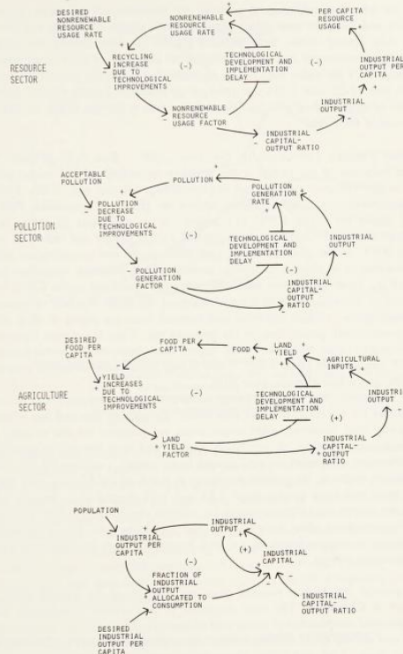 DESIRED
NONRENEWABLE
RESOURCE
USAGE RATE
NONRENEWABLE
RESOURCE
USAGE RATE
PER CAPITA
RESOURCE
USAGE
RESOURCE
SECTOR
RECYCLING
INCREASE
DUE TO
TECHNOLOGICAL
IMPROVEMENTS
(-)
TECHNOLOGICAL
DEVELOPMENT AND
IMPLEMENTATION
DELAY
(-)
INDUSTRIAL
OUTPUT PER
CAPITA
NONRENEWABLE
RESOURCE
USAGE FACTOR
INDUSTRIAL
OUTPUT
INDUSTRIAL
CAPITAL-
OUTPUT RATIO
ACCEPTABLE
POLLUTION
POLLUTION
POLLUTION
GENERATION
RATE
POLLUTION
SECTOR
POLLUTION
DECREASE
DUE TO
TECHNOLOGICAL
IMPROVEMENTS
(-)
TECHNOLOGICAL
DEVELOPMENT AND
IMPLEMENTATION
DELAY
(-)
INDUSTRIAL
OUTPUT
- POLLUTION
GENERATION
FACTOR
INDUSTRIAL
CAPITAL-
OUTPUT
RATIO
DESIRED
FOOD PER
CAPITA
FOOD PER
CAPITA
FOOD
LAND
YIELD
AGRICULTURAL
INPUTS
AGRICULTURE
SECTOR
YIELD
INCREASES
DUE TO
TECHNOLOGICAL
IMPROVEMENTS
(-)
TECHNOLOGICAL
DEVELOPMENT AND
IMPLEMENTATION
DELAY
(+)
INDUSTRIAL
OUTPUT
LAND
+ YIELD
FACTOR
INDUSTRIAL
+ CAPITAL-
OUTPUT
RATIO
POPULATION
INDUSTRIAL
OUTPUT PER
CAPITA
INDUSTRIAL
OUTPUT
(-)
(+)
INDUSTRIAL
CAPITAL
FRACTION OF
INDUSTRIAL
OUTPUT
ALLOCATED TO
CONSUMPTION
INDUSTRIAL
CAPITAL-
OUTPUT RATIO
DESIRED
INDUSTRIAL
OUTPUT PER
CAPITA